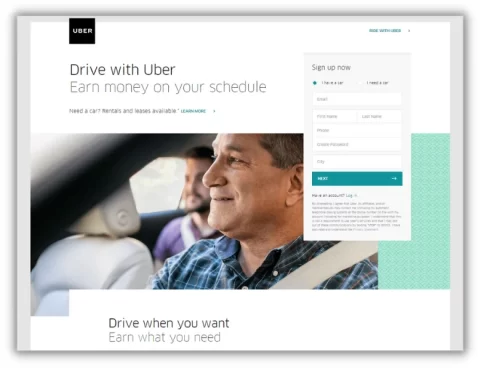 UBER
DRIVE WITH UBER
Drive with Uber
Earn money on your schedule
Need a car? Rentals and leases available.* LEARN MORE
Sign up now
I have a car
I need a car
Email
First Name Last Name
Phone
Create Password
City
NEXT
Already have an account? Log in
Drive when you want
Earn what you need